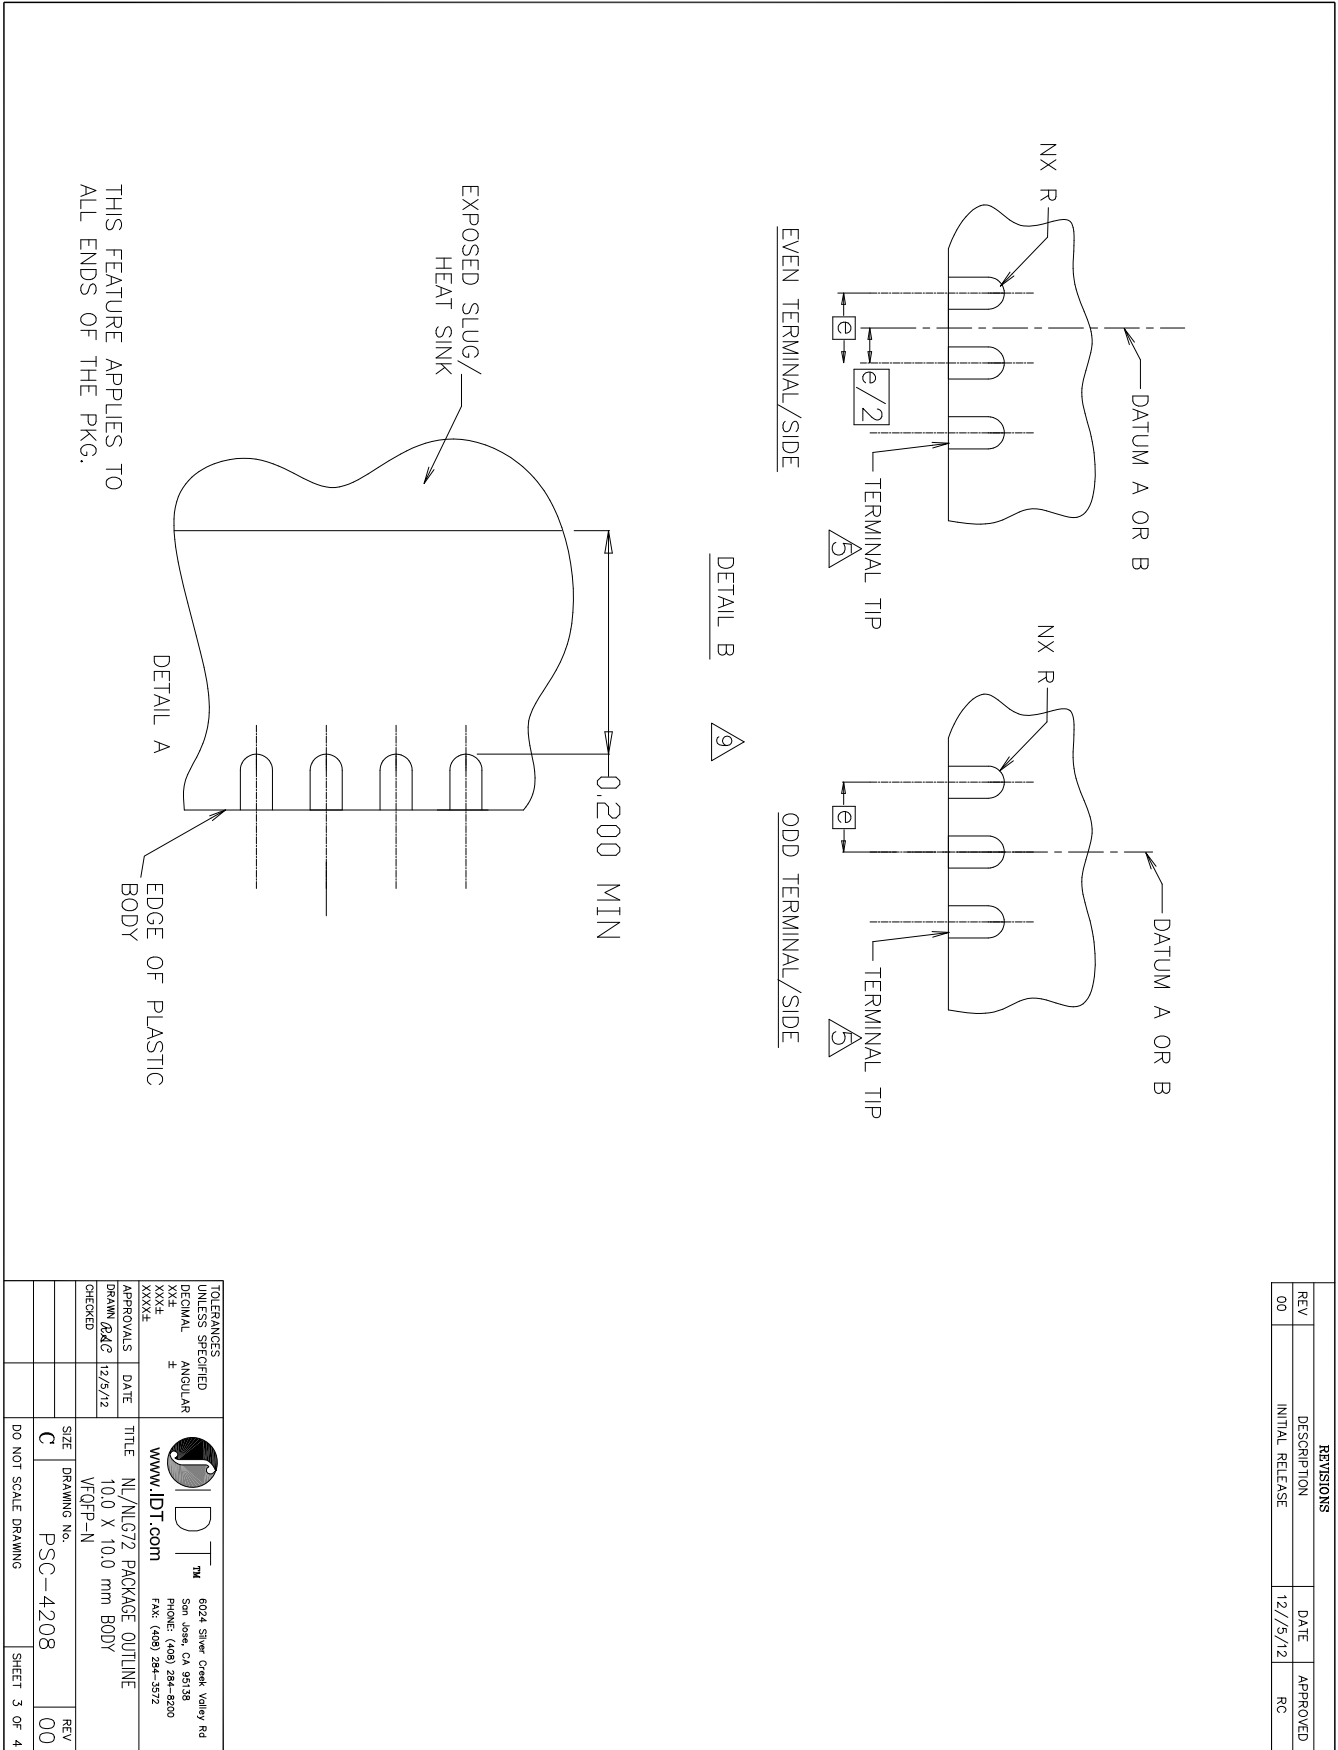 REVISIONS
REV DESCRIPTION DATE APPROVED
00 INITIAL RELEASE 12//5/12 RC
DATUM A OR B
DATUM A OR B
NX R
NX R
e
e/2
e
TERMINAL TIP
5
TERMINAL TIP
5
EVEN TERMINAL/SIDE
ODD TERMINAL/SIDE
DETAIL B
9
0.200 MIN
EXPOSED SLUG/
HEAT SINK
DETAIL A
EDGE OF PLASTIC
BODY
THIS FEATURE APPLIES TO
ALL ENDS OF THE PKG.
TOLERANCES
UNLESS SPECIFIED
DECIMAL ANGULAR
XX± ±
XXX±
XXXX±
IDT™
www.IDT.com
6024 Silver Creek Valley Rd
San Jose, CA 95138
PHONE: (408) 284-8200
FAX: (408) 284-3572
APPROVALS DATE
DRAWN RAC 12/5/12
CHECKED
TITLE NL/NLG72 PACKAGE OUTLINE
10.0 X 10.0 mm BODY
VFQFP-N
SIZE DRAWING No. REV
C PSC-4208 00
DO NOT SCALE DRAWING SHEET 3 OF 4